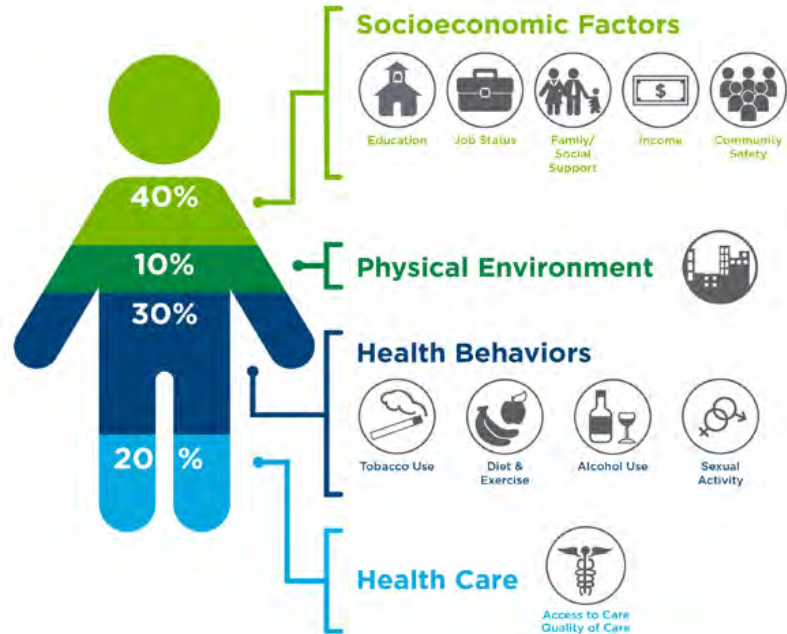 Socioeconomic Factors
$
Education
Job Status
Family/
Social
Support
Income
Community
Safety
40%
10%
Physical Environment
30%
Health Behaviors
Tobacco Use
Diet &
Exercise
Alcohol Use
Sexual
Activity
20 %
Health Care
Access to Care
Quality of Care